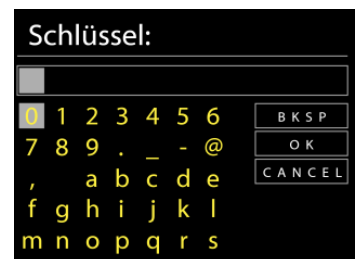 Schlüssel:
0 1 2 3 4 5 6
7 8 9 . _ - @
, a b c d e
f g h i j k l
m n o p q r s
BKSP
OK
CANCEL